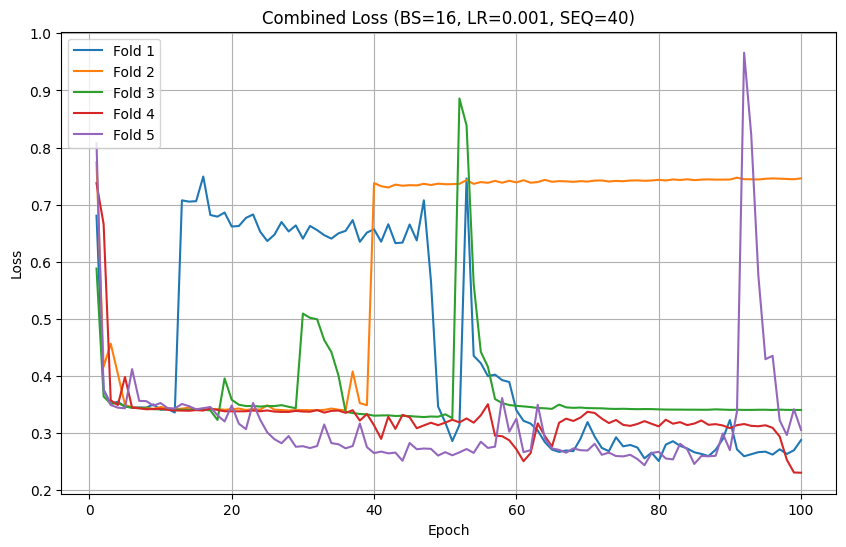 Combined Loss (BS=16, LR=0.001, SEQ=40)
Fold 1
Fold 2
Fold 3
Fold 4
Fold 5
Loss
1.0
0.9
0.8
0.7
0.6
0.5
0.4
0.3
0.2
0 20 40 60 80 100
Epoch